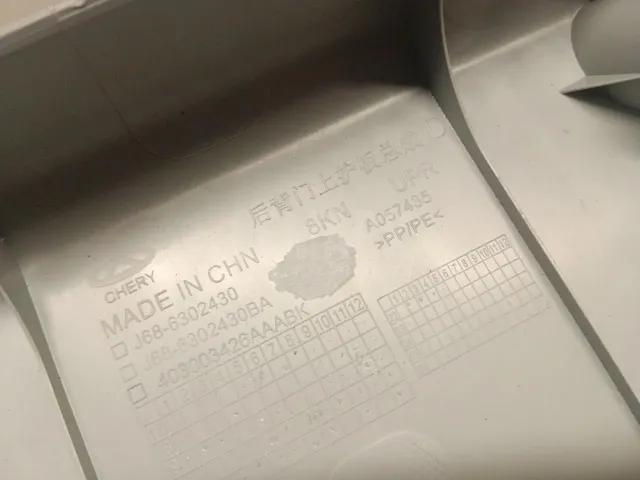 后背门上护板总成 D
8KN UPR
CHERY
MADE IN CHN
A057435
>PP/PE<
J68-6302430
J68-6302430BA
403003426AAABK
1 2 3 4 5 6 7 8 9 10 11 12
1 2 3 4 5 6 7 8 9 10 11 12